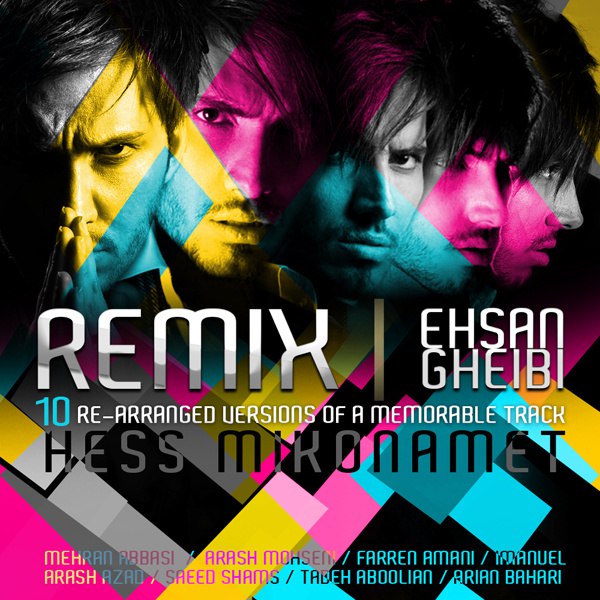 REMIX | EHSAN GHEIBI
10 RE-ARRANGED VERSIONS OF A MEMORABLE TRACK
HESS MIKONAMET
MEHRAN ABBASI / ARASH MOHSENI / FARREN AMANI / IMANUEL
ARASH AZAD / SAEED SHAMS / TADEH ABOOLIAN / ARIAN BAHARI